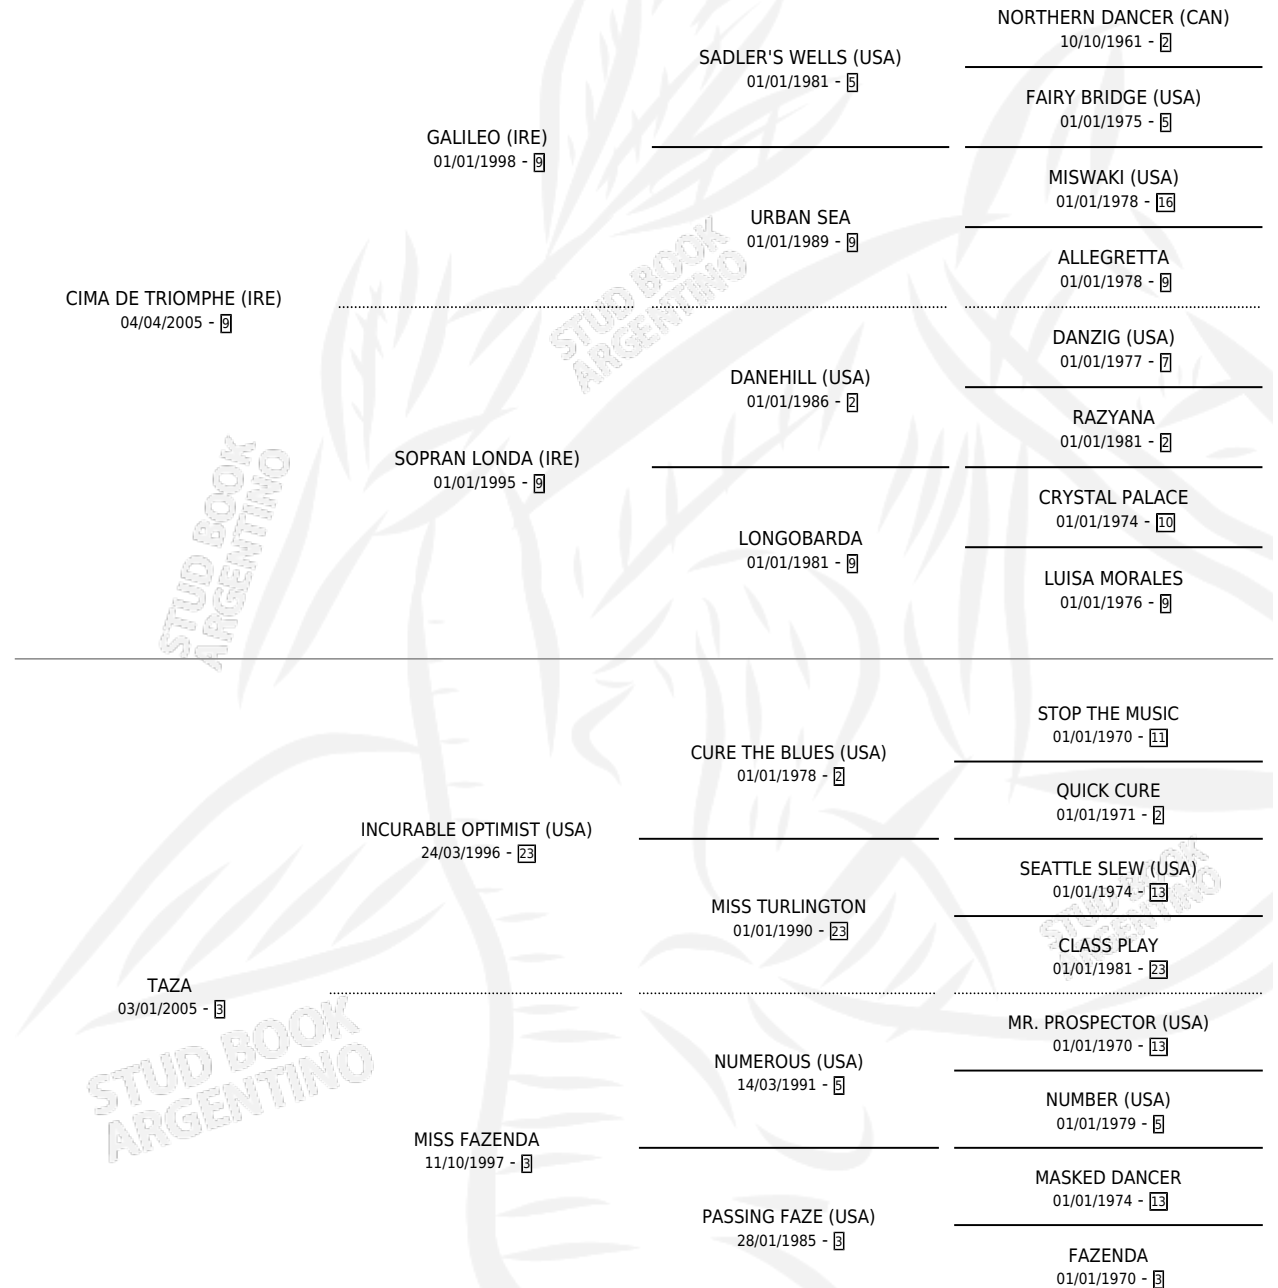 NORTHERN DANCER (CAN)
10/10/1961 - 2
SADLER'S WELLS (USA)
01/01/1981 - 5
FAIRY BRIDGE (USA)
01/01/1975 - 5
GALILEO (IRE)
01/01/1998 - 9
MISWAKI (USA)
01/01/1978 - 16
URBAN SEA
01/01/1989 - 9
ALLEGRETTA
01/01/1978 - 9
CIMA DE TRIOMPHE (IRE)
04/04/2005 - 9
DANZIG (USA)
01/01/1977 - 7
DANEHILL (USA)
01/01/1986 - 2
RAZYANA
01/01/1981 - 2
SOPRAN LONDA (IRE)
01/01/1995 - 9
CRYSTAL PALACE
01/01/1974 - 10
LONGOBARDA
01/01/1981 - 9
LUISA MORALES
01/01/1976 - 9
STOP THE MUSIC
01/01/1970 - 11
CURE THE BLUES (USA)
01/01/1978 - 2
QUICK CURE
01/01/1971 - 2
INCURABLE OPTIMIST (USA)
24/03/1996 - 23
SEATTLE SLEW (USA)
01/01/1974 - 13
MISS TURLINGTON
01/01/1990 - 23
CLASS PLAY
01/01/1981 - 23
TAZA
03/01/2005 - 3
MR. PROSPECTOR (USA)
01/01/1970 - 13
NUMEROUS (USA)
14/03/1991 - 5
NUMBER (USA)
01/01/1979 - 5
MISS FAZENDA
11/10/1997 - 3
MASKED DANCER
01/01/1974 - 13
PASSING FAZE (USA)
28/01/1985 - 3
FAZENDA
01/01/1970 - 3
STUD BOOK
ARGENTINO
STUD BOOK
ARGENTINO
STUD BOOK
ARGENTINO
STUD BOOK
ARGENTINO